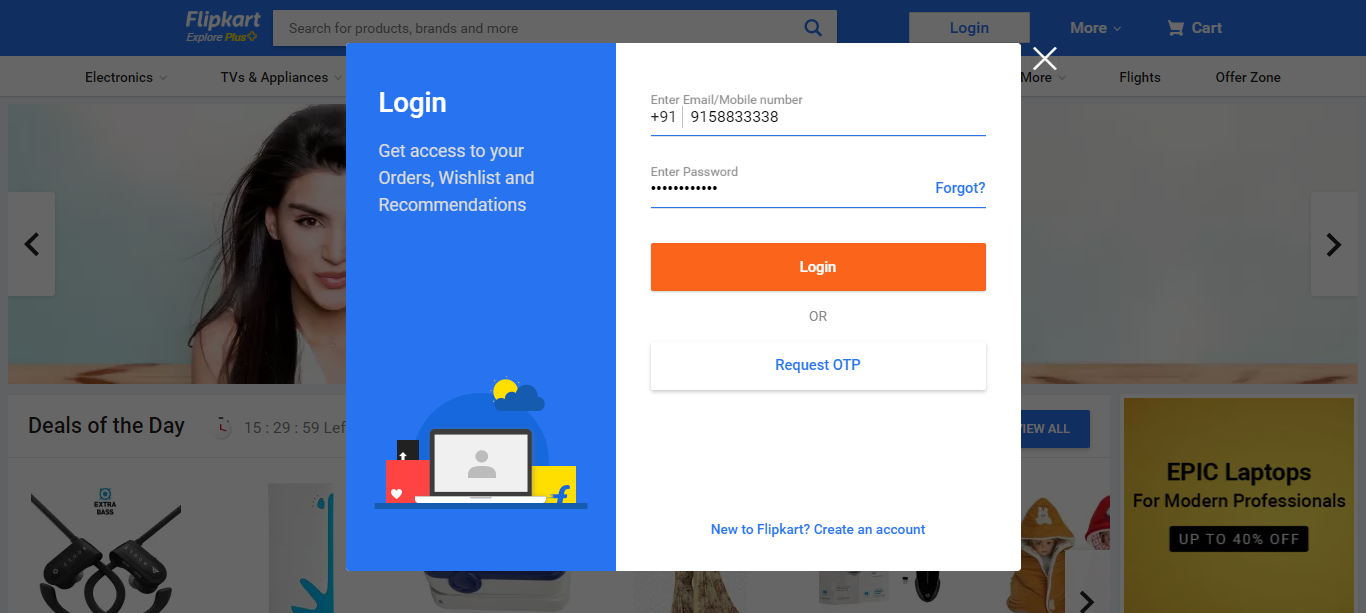 Flipkart
Explore Plus
Search for products, brands and more
Login
More
Cart
Electronics
TVs & Appliances
More
Flights
Offer Zone
Login
Get access to your
Orders, Wishlist and
Recommendations
Enter Email/Mobile number
+91 9158833338
Enter Password
••••••••••••
Forgot?
Login
OR
Request OTP
New to Flipkart? Create an account
Deals of the Day
15 : 29 : 59 Lef
VIEW ALL
EXTRA
BASS
EPIC Laptops
For Modern Professionals
UP TO 40% OFF